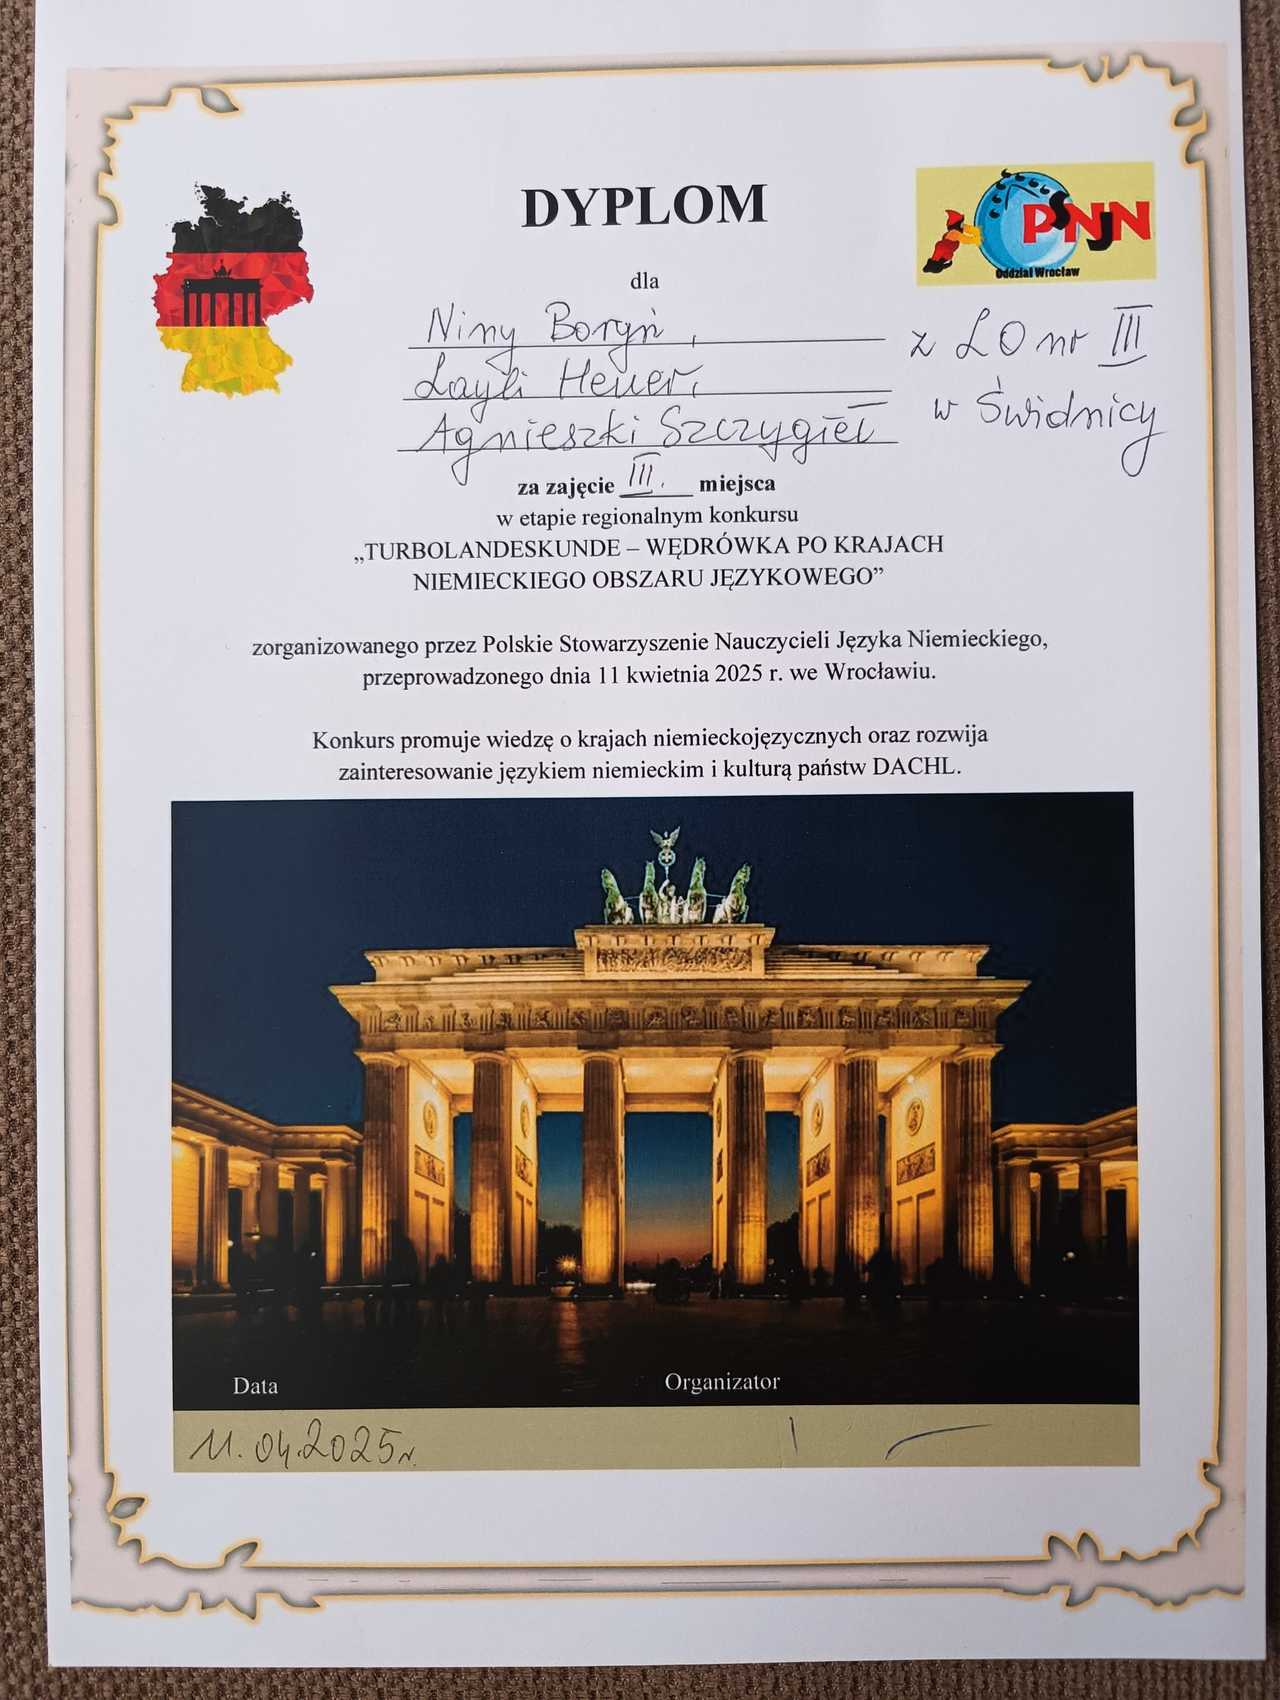 DYPLOM
PSNJN
Oddział Wrocław
dla
Niny Boryń,
Layli Heuer,
Agnieszki Szczygieł
z LO nr III
w Świdnicy
za zajęcie III. miejsca
w etapie regionalnym konkursu
„TURBOLANDESKUNDE – WĘDRÓWKA PO KRAJACH
NIEMIECKIEGO OBSZARU JĘZYKOWEGO”
zorganizowanego przez Polskie Stowarzyszenie Nauczycieli Języka Niemieckiego,
przeprowadzonego dnia 11 kwietnia 2025 r. we Wrocławiu.
Konkurs promuje wiedzę o krajach niemieckojęzycznych oraz rozwija
zainteresowanie językiem niemieckim i kulturą państw DACHL.
Data
Organizator
11.04.2025r.